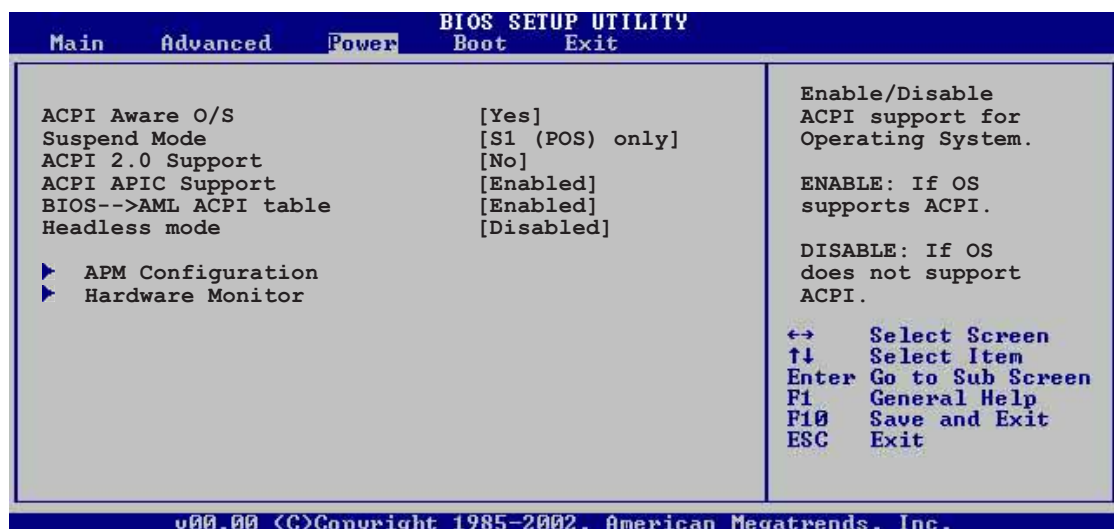 BIOS SETUP UTILITY
Main Advanced Power Boot Exit
ACPI Aware O/S [Yes]
Suspend Mode [S1 (POS) only]
ACPI 2.0 Support [No]
ACPI APIC Support [Enabled]
BIOS-->AML ACPI table [Enabled]
Headless mode [Disabled]
APM Configuration
Hardware Monitor
Enable/Disable
ACPI support for
Operating System.
ENABLE: If OS
supports ACPI.
DISABLE: If OS
does not support
ACPI.
←→ Select Screen
↑↓ Select Item
Enter Go to Sub Screen
F1 General Help
F10 Save and Exit
ESC Exit
v00.00 (C)Copyright 1985-2002, American Megatrends, Inc.